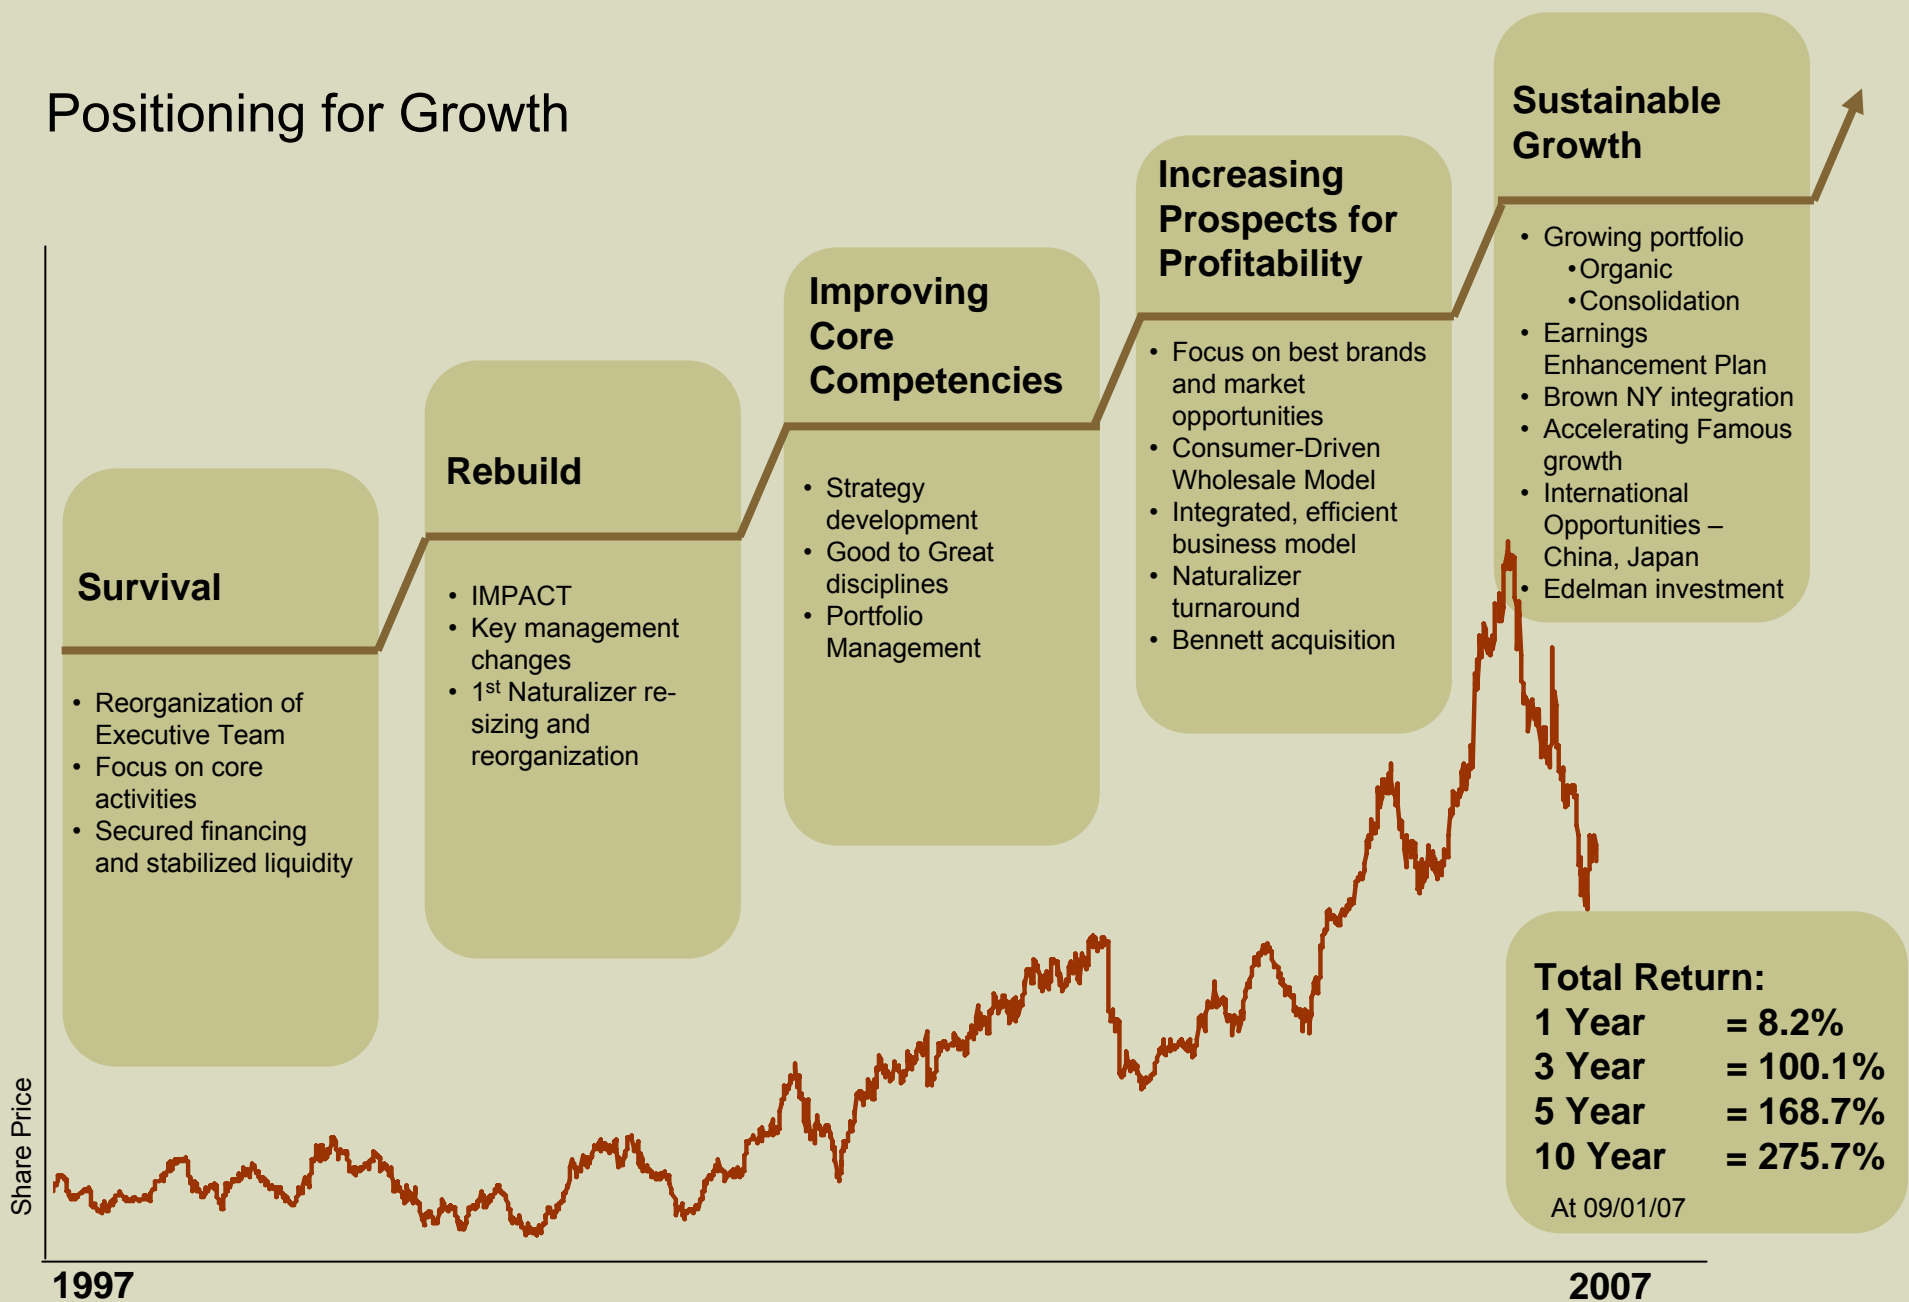 Positioning for Growth
Survival
• Reorganization of
Executive Team
• Focus on core
activities
• Secured financing
and stabilized liquidity
Rebuild
• IMPACT
• Key management
changes
• 1st Naturalizer re-
sizing and
reorganization
Improving
Core
Competencies
• Strategy
development
• Good to Great
disciplines
• Portfolio
Management
Increasing
Prospects for
Profitability
• Focus on best brands
and market
opportunities
• Consumer-Driven
Wholesale Model
• Integrated, efficient
business model
• Naturalizer
turnaround
• Bennett acquisition
Sustainable
Growth
• Growing portfolio
•Organic
•Consolidation
• Earnings
Enhancement Plan
• Brown NY integration
• Accelerating Famous
growth
• International
Opportunities –
China, Japan
• Edelman investment
Total Return:
1 Year = 8.2%
3 Year = 100.1%
5 Year = 168.7%
10 Year = 275.7%
At 09/01/07
Share Price
1997
2007